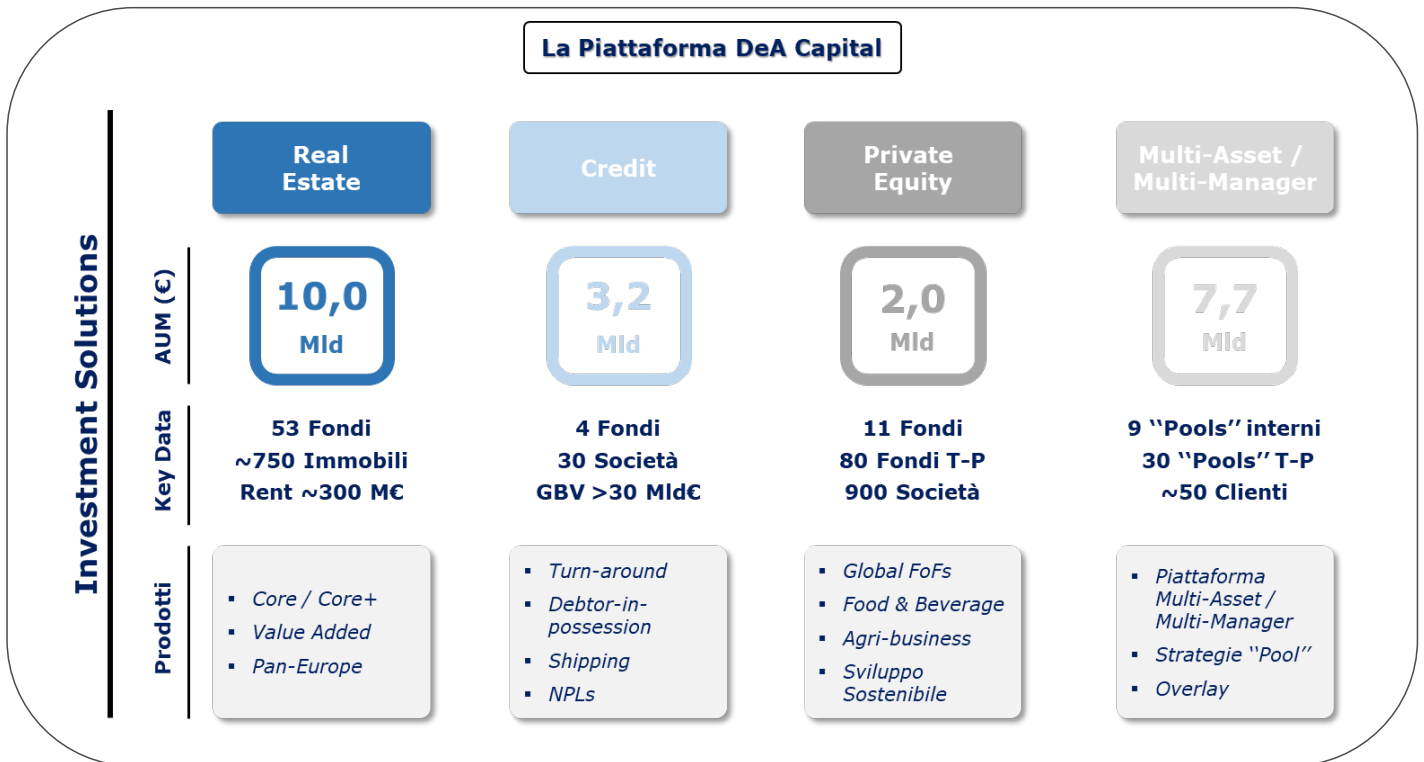 La Piattaforma DeA Capital
Investment Solutions
Real
Estate
Credit
Private
Equity
Multi-Asset /
Multi-Manager
AUM (€)
10,0
Mld
3,2
Mld
2,0
Mld
7,7
Mld
Key Data
53 Fondi
~750 Immobili
Rent ~300 M€
4 Fondi
30 Società
GBV >30 Mld€
11 Fondi
80 Fondi T-P
900 Società
9 ‘‘Pools’’ interni
30 ‘‘Pools’’ T-P
~50 Clienti
Prodotti
▪ Core / Core+
▪ Value Added
▪ Pan-Europe
▪ Turn-around
▪ Debtor-in-
possession
▪ Shipping
▪ NPLs
▪ Global FoFs
▪ Food & Beverage
▪ Agri-business
▪ Sviluppo
Sostenibile
▪ Piattaforma
Multi-Asset /
Multi-Manager
▪ Strategie ‘‘Pool’’
▪ Overlay